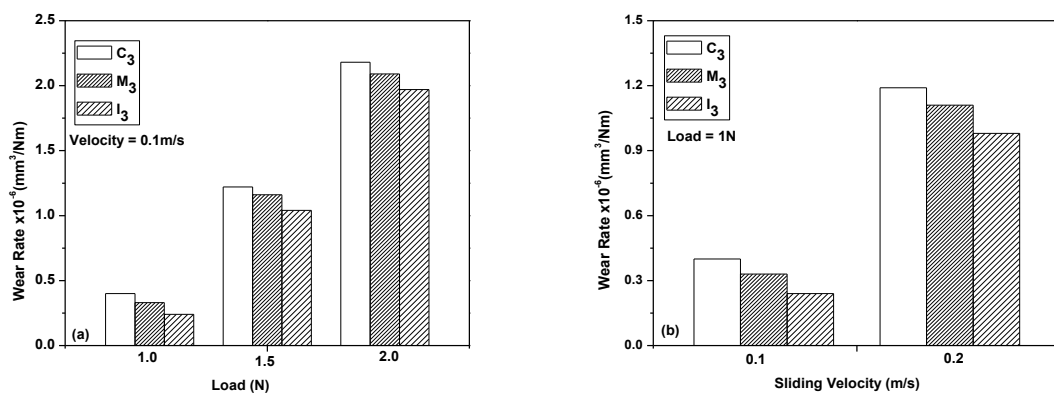 2.5
2.0
1.5
1.0
0.5
0.0
Wear Rate x10⁻⁶(mm³/Nm)
C₃
M₃
I₃
Velocity = 0.1m/s
(a)
1.0 1.5 2.0
Load (N)
1.5
1.2
0.9
0.6
0.3
0.0
Wear Rate x10⁻⁶(mm³/Nm)
C₃
M₃
I₃
Load = 1N
(b)
0.1 0.2
Sliding Velocity (m/s)